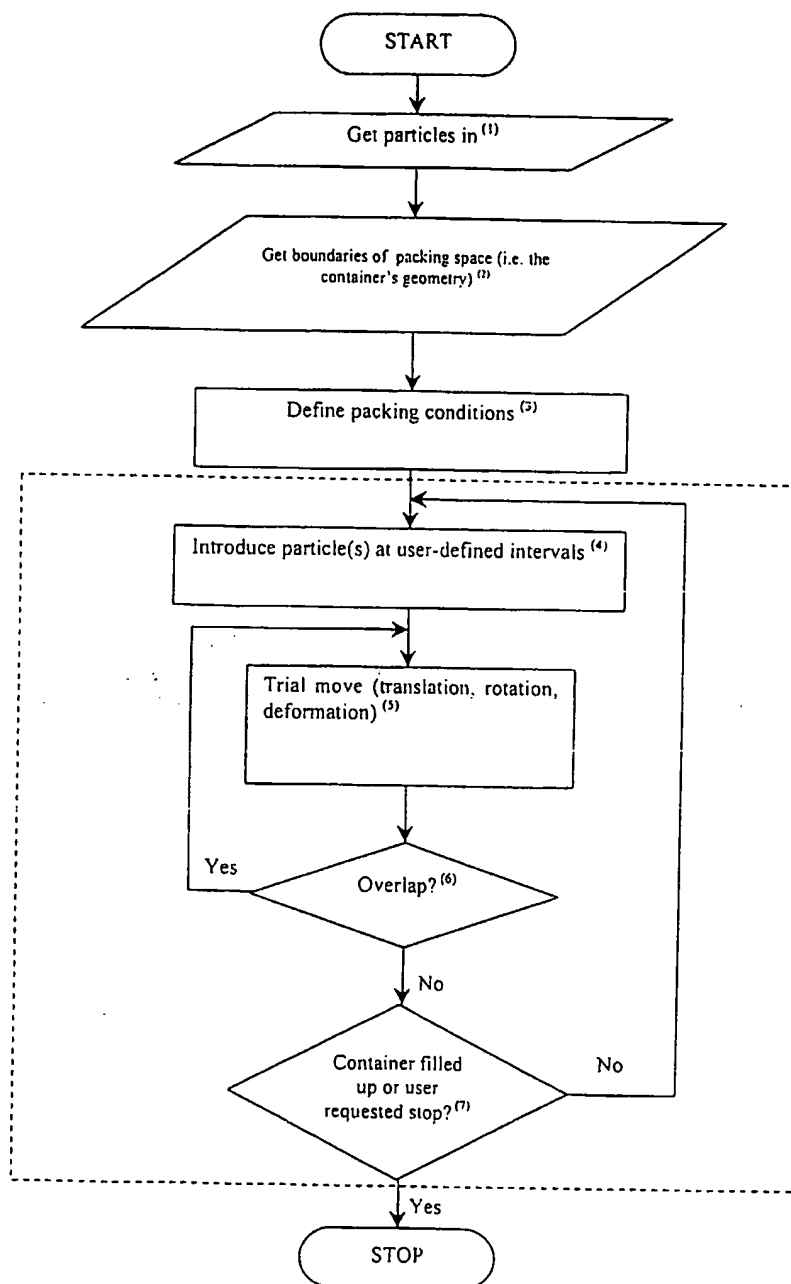 START
Get particles in (1)
Get boundaries of packing space (i.e. the
container's geometry) (2)
Define packing conditions (3)
Introduce particle(s) at user-defined intervals (4)
Trial move (translation, rotation,
deformation) (5)
Yes
Overlap? (6)
No
Container filled
up or user
requested stop? (7)
No
Yes
STOP